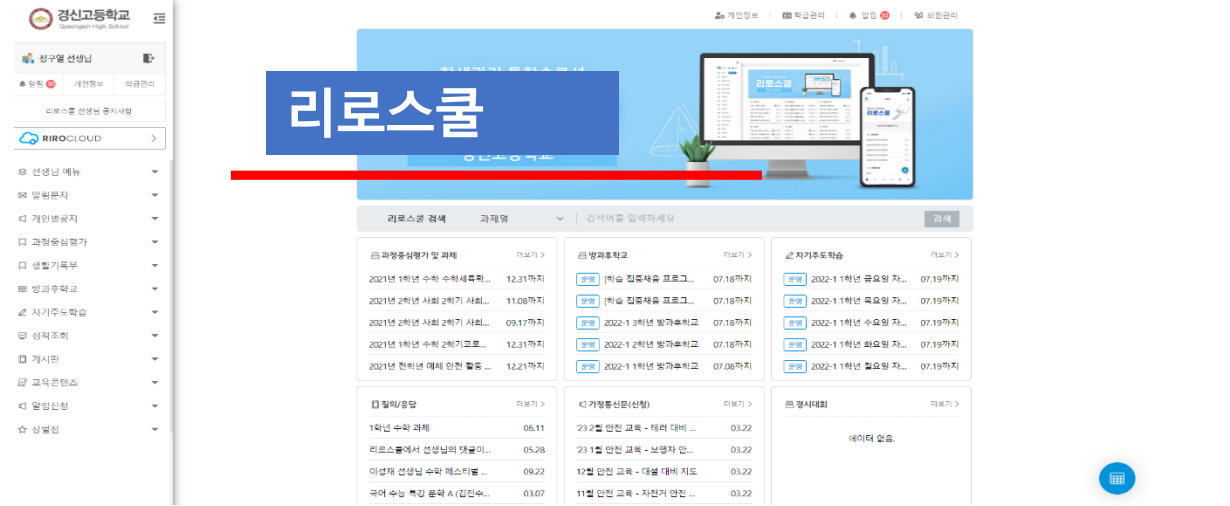 경신고등학교
Gyeongsin High School
정구열 선생님
알림 30 개인정보 학급관리
리로스쿨 선생님 공지사항
RIROCLOUD
선생님 메뉴
알림문자
개인별공지
과정중심평가
생활기록부
방과후학교
자기주도학습
성적조회
게시판
교육콘텐츠
알림신청
상벌점
개인정보 학급관리 알림 30 회원관리
리로스쿨
리로스쿨
리로스쿨
리로스쿨 검색 과제명 검색어를 입력하세요 검색
과정중심평가 및 과제 더보기
2021년 1학년 수학 수학세특확... 12.31까지
2021년 2학년 사회 2학기 사회... 11.08까지
2021년 2학년 사회 2학기 사회... 09.17까지
2021년 1학년 수학 2학기코로... 12.31까지
2021년 전학년 예체 안전 활동 ... 12.21까지
방과후학교 더보기
운영 [학습 집중채움 프로그... 07.18까지
운영 [학습 집중채움 프로그... 07.18까지
운영 2022-1 3학년 방과후학교 07.18까지
운영 2022-1 2학년 방과후학교 07.18까지
운영 2022-1 1학년 방과후학교 07.08까지
자기주도학습 더보기
운영 2022-1 1학년 금요일 자... 07.19까지
운영 2022-1 1학년 목요일 자... 07.19까지
운영 2022-1 1학년 수요일 자... 07.19까지
운영 2022-1 1학년 화요일 자... 07.19까지
운영 2022-1 1학년 월요일 자... 07.19까지
질의/응답 더보기
1학년 수학 과제 06.11
리로스쿨에서 선생님의 댓글이... 05.28
이성재 선생님 수학 페스티벌 ... 09.22
국어 수능 특강 문학 A (김진수... 03.07
가정통신문(신청) 더보기
'23 2월 안전 교육 - 테러 대비 ... 03.22
'23 1월 안전 교육 - 보행자 안... 03.22
12월 안전 교육 - 대설 대비 지도 03.22
11월 안전 교육 - 자전거 안전 ... 03.22
경시대회 더보기
데이터 없음.